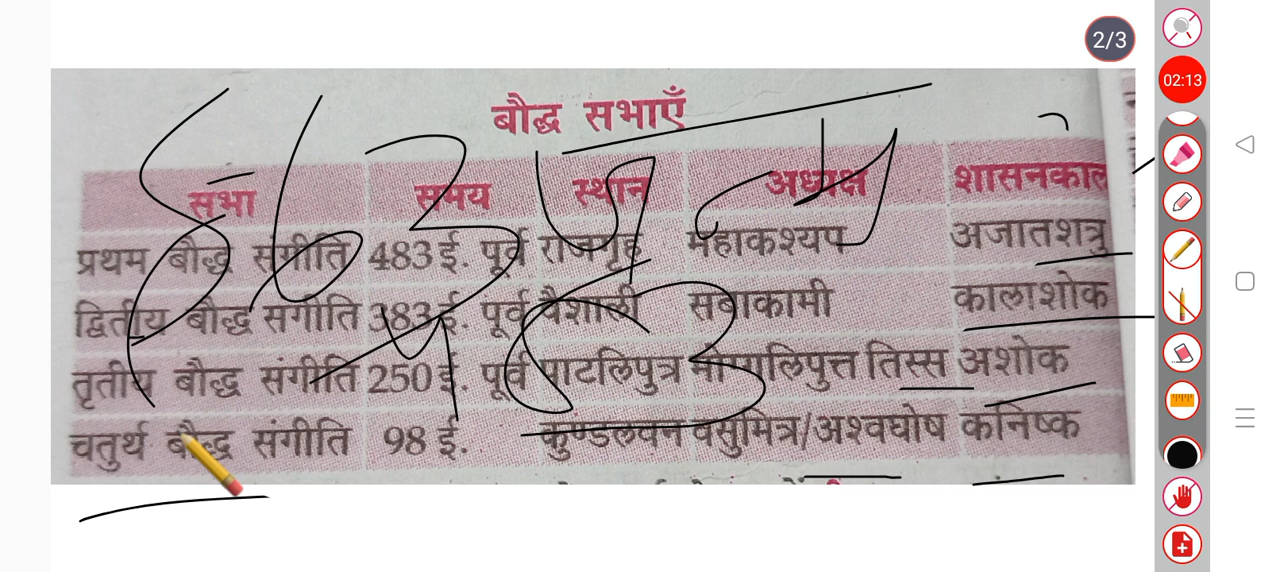 2/3
02:13
बौद्ध सभाएँ
सभा समय स्थान अध्यक्ष शासनकाल
प्रथम बौद्ध संगीति 483 ई. पूर्व राजगृह महाकश्यप अजातशत्रु
द्वितीय बौद्ध संगीति 383 ई. पूर्व वैशाली सबाकामी कालाशोक
तृतीय बौद्ध संगीति 250 ई. पूर्व पाटलिपुत्र मोग्गलिपुत्त तिस्स अशोक
चतुर्थ बौद्ध संगीति 98 ई. कुण्डलवन वसुमित्र/अश्वघोष कनिष्क